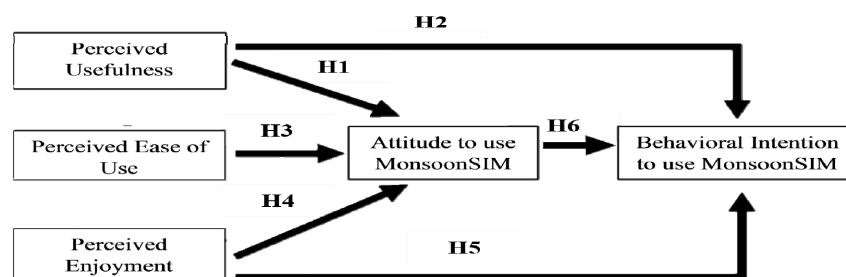 H2
Perceived
Usefulness
H1
H3
Perceived Ease of
Use
Attitude to use
MonsoonSIM
H6
Behavioral Intention
to use MonsoonSIM
H4
Perceived
Enjoyment
H5